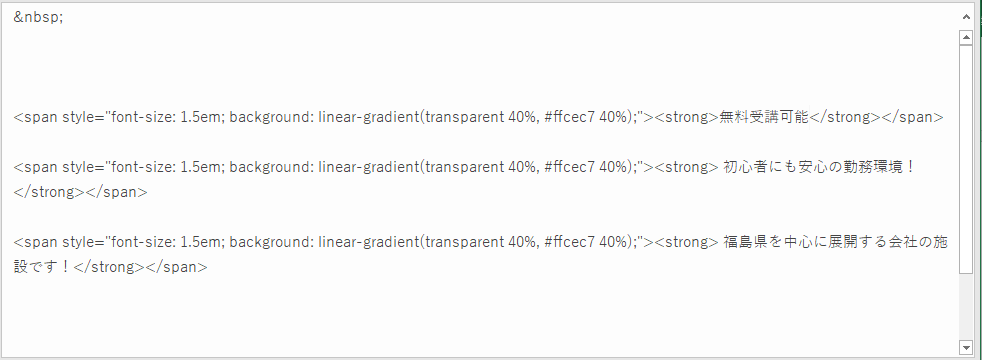 &nbsp;
<span style="font-size: 1.5em; background: linear-gradient(transparent 40%, #ffcec7 40%);"><strong>無料受講可能</strong></span>
<span style="font-size: 1.5em; background: linear-gradient(transparent 40%, #ffcec7 40%);"><strong> 初心者にも安心の勤務環境！
</strong></span>
<span style="font-size: 1.5em; background: linear-gradient(transparent 40%, #ffcec7 40%);"><strong> 福島県を中心に展開する会社の施
設です！</strong></span>